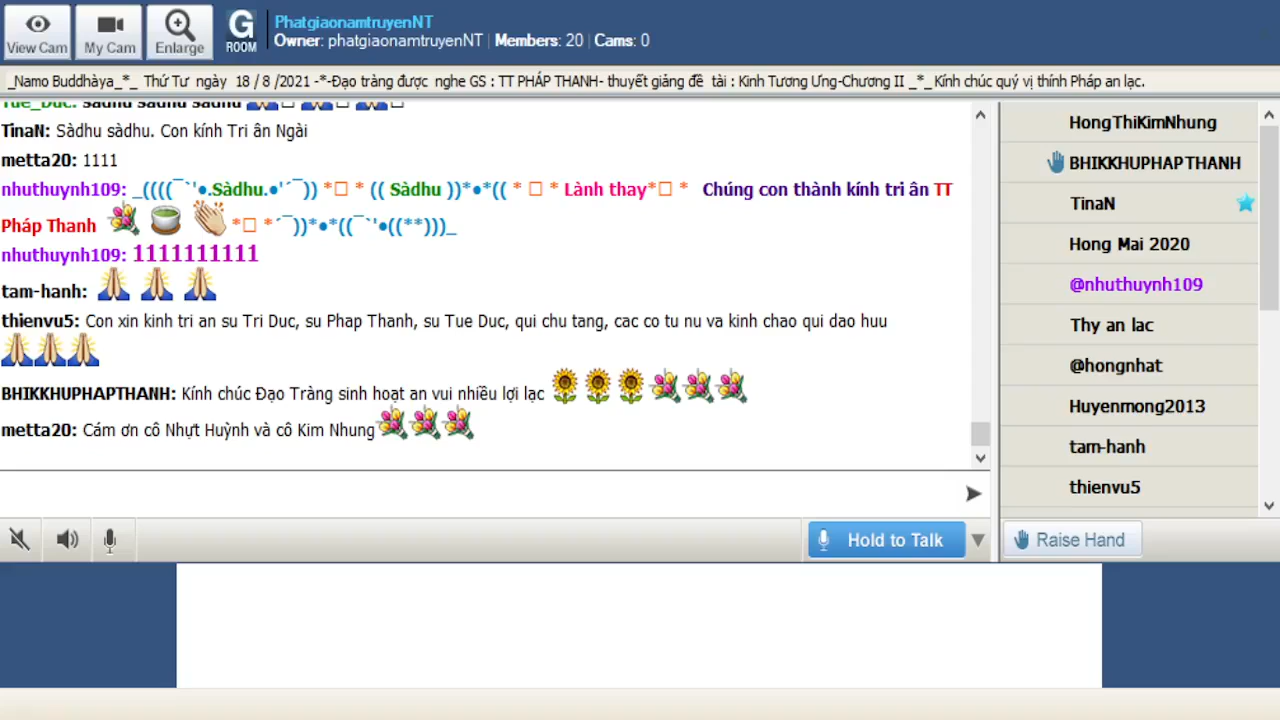 View Cam
My Cam
Enlarge
G
ROOM
PhatgiaonamtruyenNT
Owner: phatgiaonamtruyenNT | Members: 20 | Cams: 0
_Namo Buddhàya_*_ Thứ Tư ngày 18 / 8 /2021 -*-Đạo tràng được nghe GS : TT PHÁP THANH- thuyết giảng đề tài : Kinh Tương Ưng-Chương II _*_Kính chúc quý vị thính Pháp an lạc.
Tue_Duc: sadhu sadhu sadhu
TinaN: Sàdhu sàdhu. Con kính Tri ân Ngài
metta20: 1111
nhuthuynh109: _((((¯`'•.Sàdhu.•'´¯)) *□ * (( Sàdhu ))*•*(( * □ * Lành thay*□ * Chúng con thành kính tri ân TT
Pháp Thanh *□ *´¯))*•*((¯`'•((**)))_
nhuthuynh109: 1111111111
tam-hanh:
thienvu5: Con xin kinh tri an su Tri Duc, su Phap Thanh, su Tue Duc, qui chu tang, cac co tu nu va kinh chao qui dao huu
BHIKKHUPHAPTHANH: Kính chúc Đạo Tràng sinh hoạt an vui nhiều lợi lạc
metta20: Cám ơn cô Nhựt Huỳnh và cô Kim Nhung
HongThiKimNhung
BHIKKHUPHAPTHANH
TinaN
Hong Mai 2020
@nhuthuynh109
Thy an lac
@hongnhat
Huyenmong2013
tam-hanh
thienvu5
Hold to Talk
Raise Hand